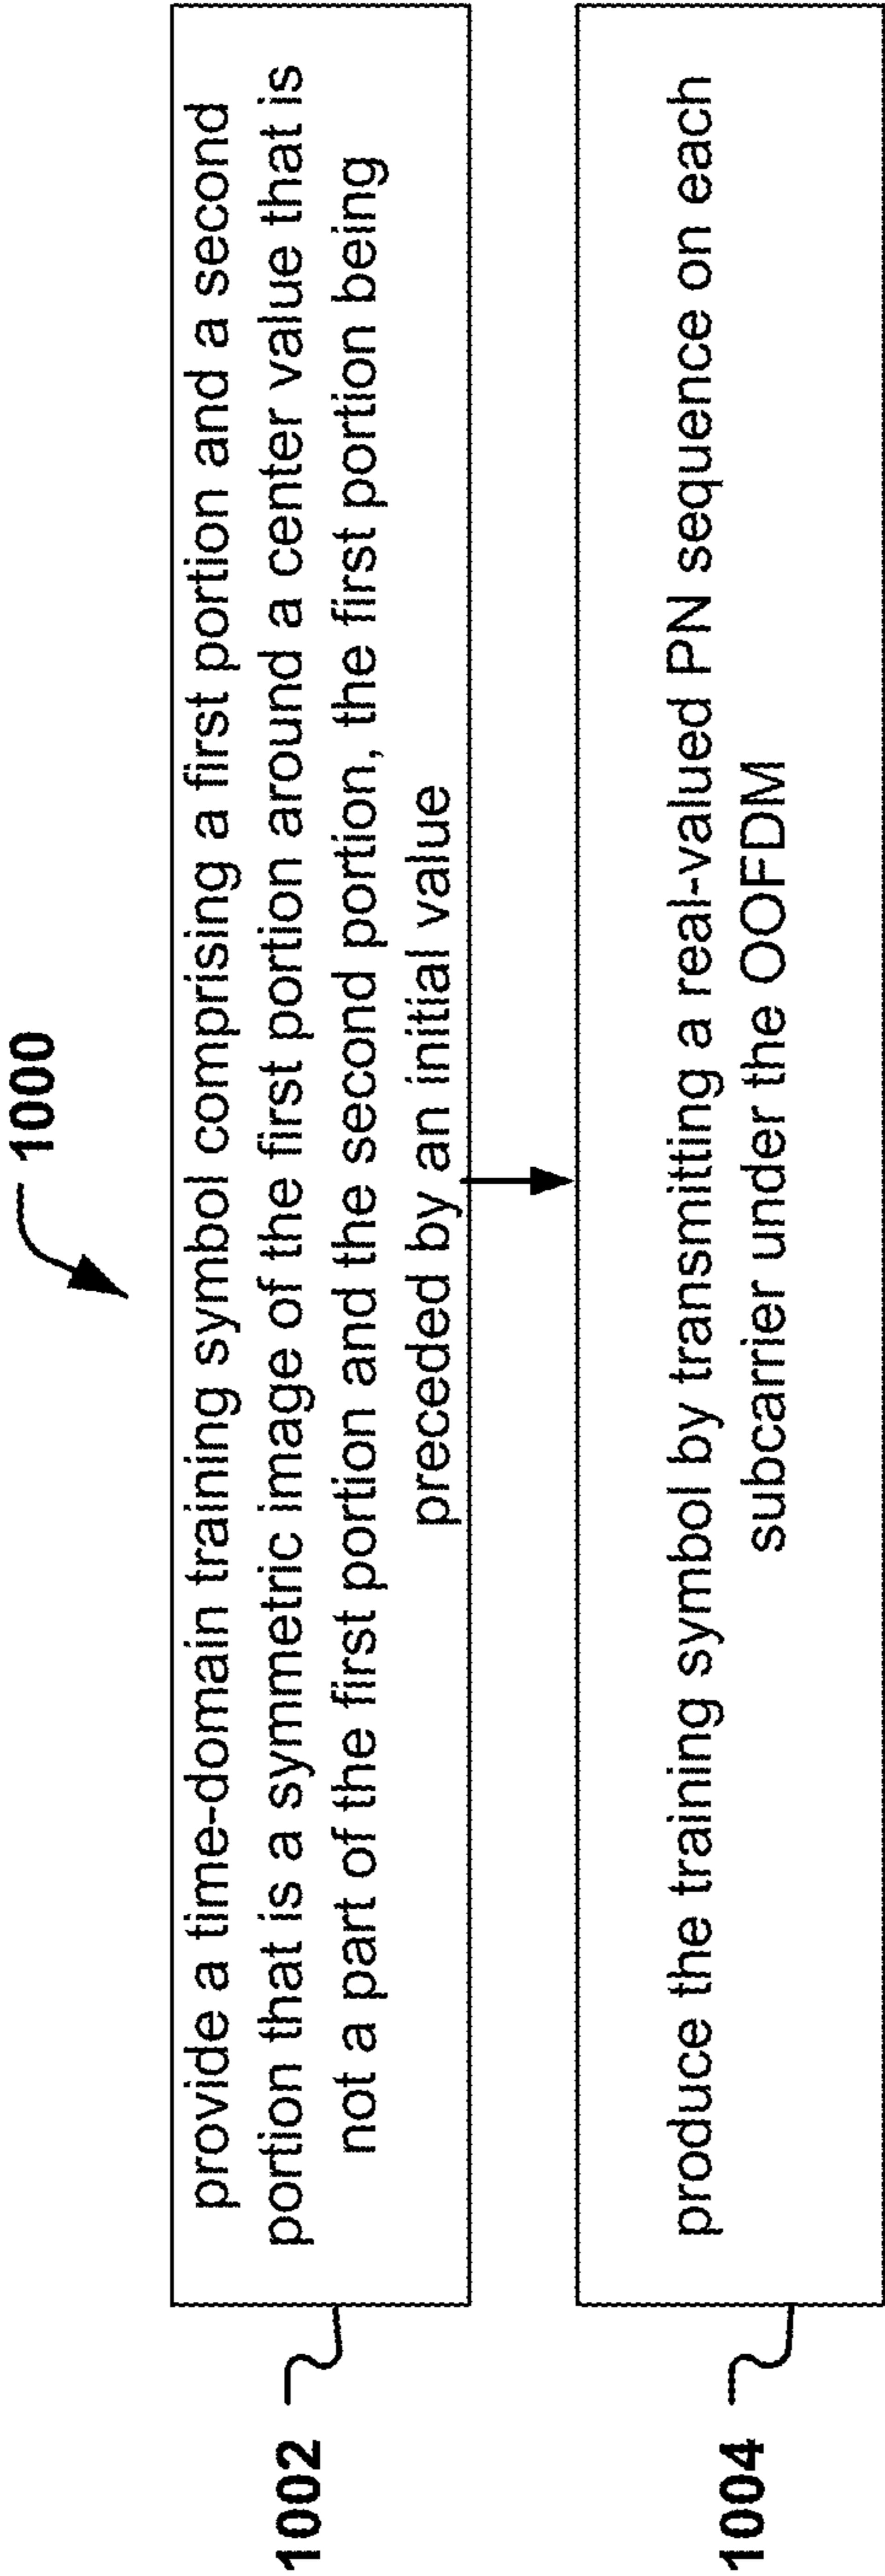 1000
1002
provide a time-domain training symbol comprising a first portion and a second
portion that is a symmetric image of the first portion around a center value that is
not a part of the first portion and the second portion, the first portion being
preceded by an initial value
1004
produce the training symbol by transmitting a real-valued PN sequence on each
subcarrier under the OOFDM